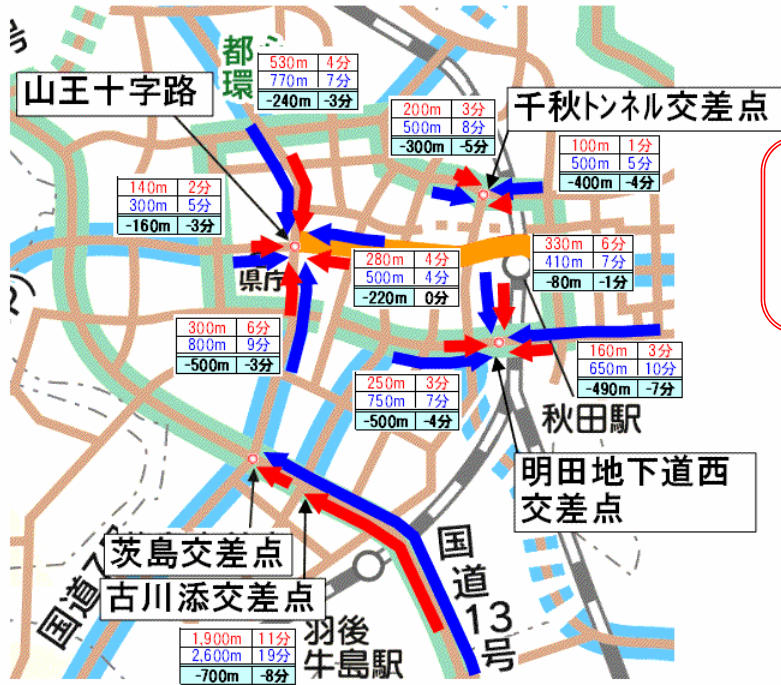 号
都
環
530m 4分
770m 7分
-240m -3分
山王十字路
200m 3分
500m 8分
-300m -5分
千秋トンネル交差点
100m 1分
500m 5分
-400m -4分
140m 2分
300m 5分
-160m -3分
県庁
280m 4分
500m 4分
-220m 0分
330m 6分
410m 7分
-80m -1分
300m 6分
800m 9分
-500m -3分
250m 3分
750m 7分
-500m -4分
160m 3分
650m 10分
-490m -7分
秋田駅
明田地下道西
交差点
茨島交差点
古川添交差点
国道
国道13号
羽後
牛島駅
1,900m 11分
2,600m 19分
-700m -8分